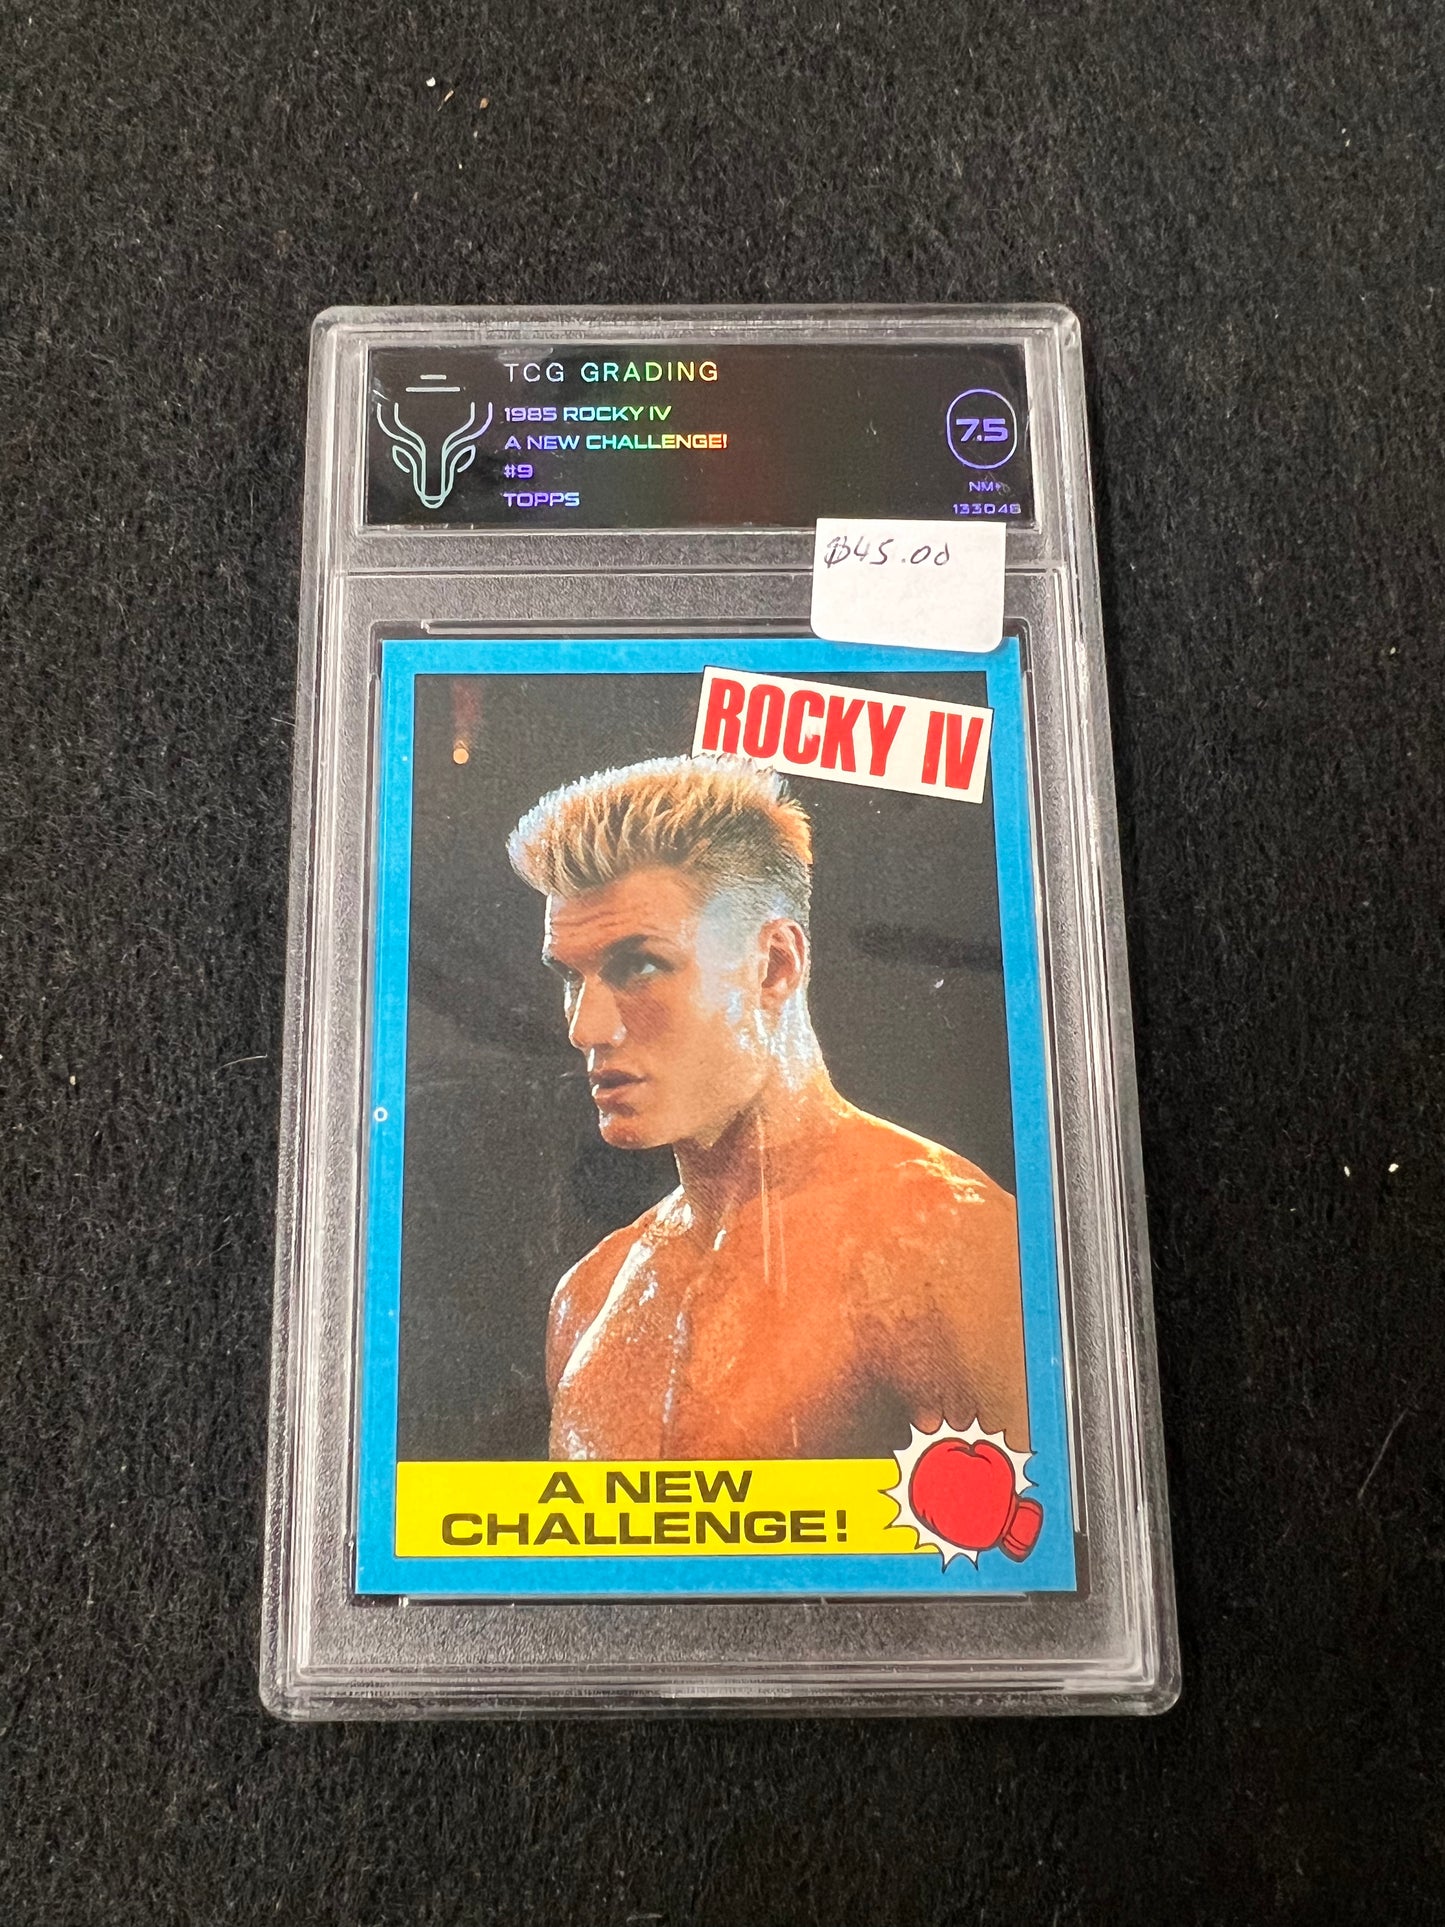 TCG GRADING
1985 ROCKY IV
A NEW CHALLENGE!
#9
TOPPS
7.5
NM+
133046
$45.00
ROCKY IV
A NEW
CHALLENGE!